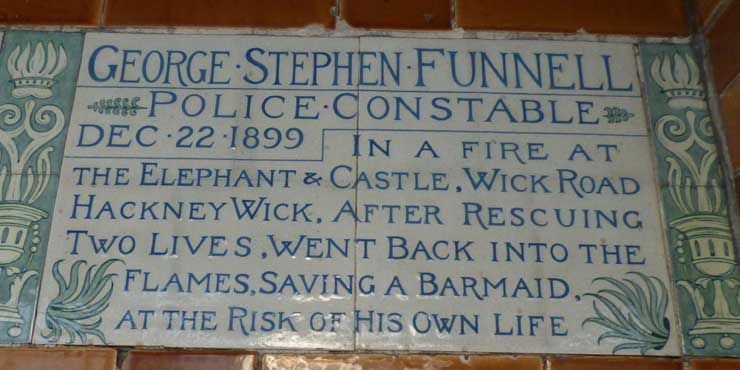 GEORGE·STEPHEN·FUNNELL
POLICE·CONSTABLE
DEC·22·1899
IN A FIRE AT
THE ELEPHANT & CASTLE, WICK ROAD
HACKNEY WICK, AFTER RESCUING
TWO LIVES, WENT BACK INTO THE
FLAMES, SAVING A BARMAID,
AT THE RISK OF HIS OWN LIFE